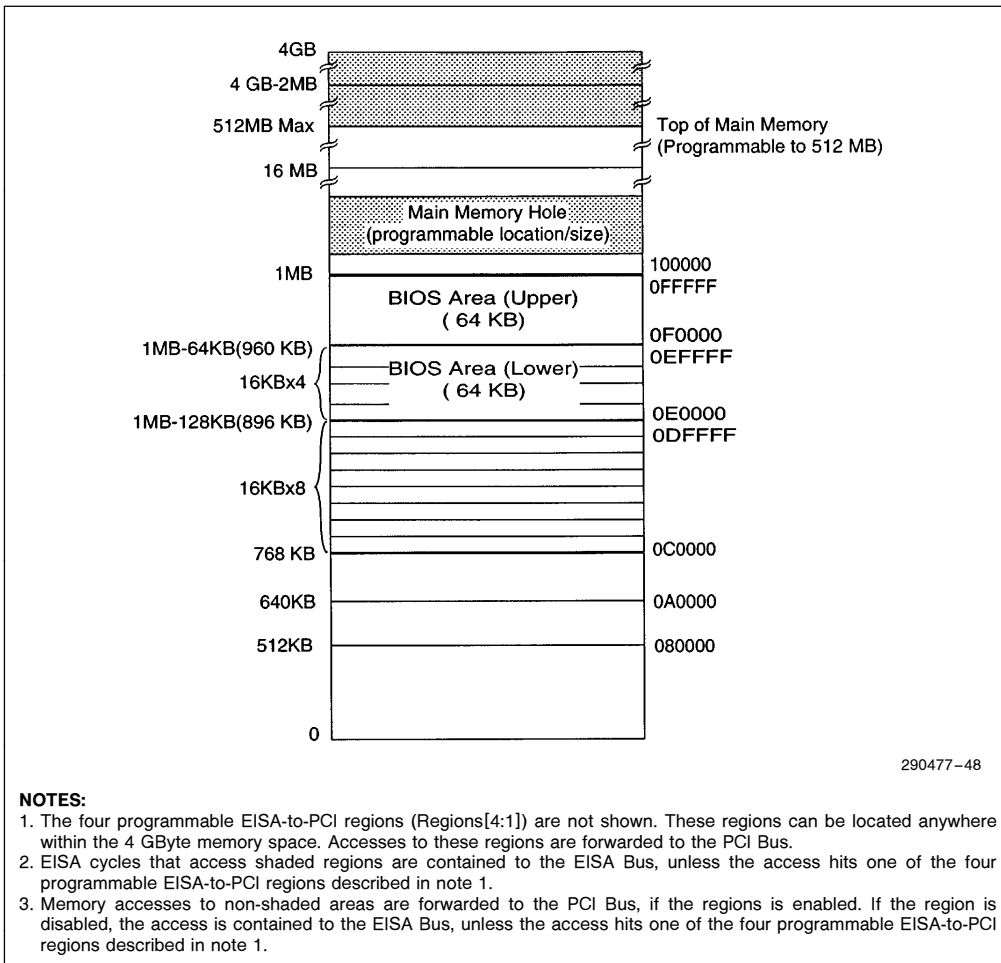 4GB
4 GB-2MB
512MB Max
Top of Main Memory
(Programmable to 512 MB)
16 MB
Main Memory Hole
(programmable location/size)
1MB
100000
0FFFFF
BIOS Area (Upper)
( 64 KB)
1MB-64KB(960 KB)
0F0000
0EFFFF
BIOS Area (Lower)
( 64 KB)
16KBx4
1MB-128KB(896 KB)
0E0000
0DFFFF
16KBx8
768 KB
0C0000
640KB
0A0000
512KB
080000
0
290477–48
NOTES:
1. The four programmable EISA-to-PCI regions (Regions[4:1]) are not shown. These regions can be located anywhere
within the 4 GByte memory space. Accesses to these regions are forwarded to the PCI Bus.
2. EISA cycles that access shaded regions are contained to the EISA Bus, unless the access hits one of the four
programmable EISA-to-PCI regions described in note 1.
3. Memory accesses to non-shaded areas are forwarded to the PCI Bus, if the regions is enabled. If the region is
disabled, the access is contained to the EISA Bus, unless the access hits one of the four programmable EISA-to-PCI
regions described in note 1.